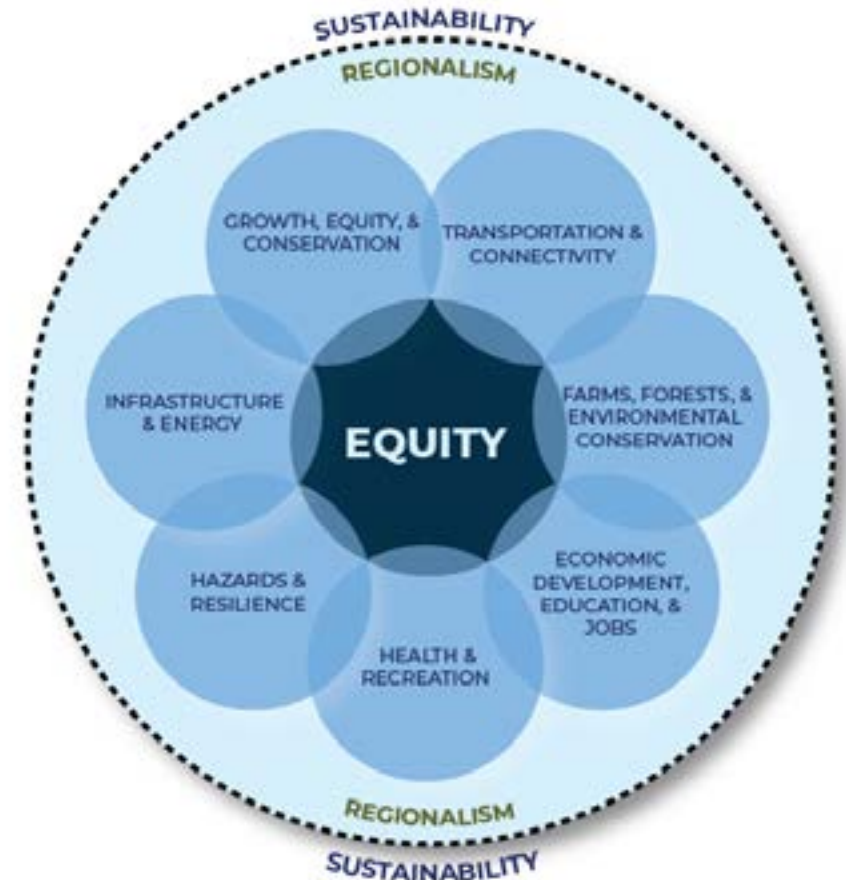 SUSTAINABILITY
REGIONALISM
GROWTH, EQUITY, &
CONSERVATION
TRANSPORTATION &
CONNECTIVITY
INFRASTRUCTURE
& ENERGY
FARMS, FORESTS, &
ENVIRONMENTAL
CONSERVATION
EQUITY
HAZARDS &
RESILIENCE
ECONOMIC
DEVELOPMENT,
EDUCATION, &
JOBS
HEALTH &
RECREATION
REGIONALISM
SUSTAINABILITY